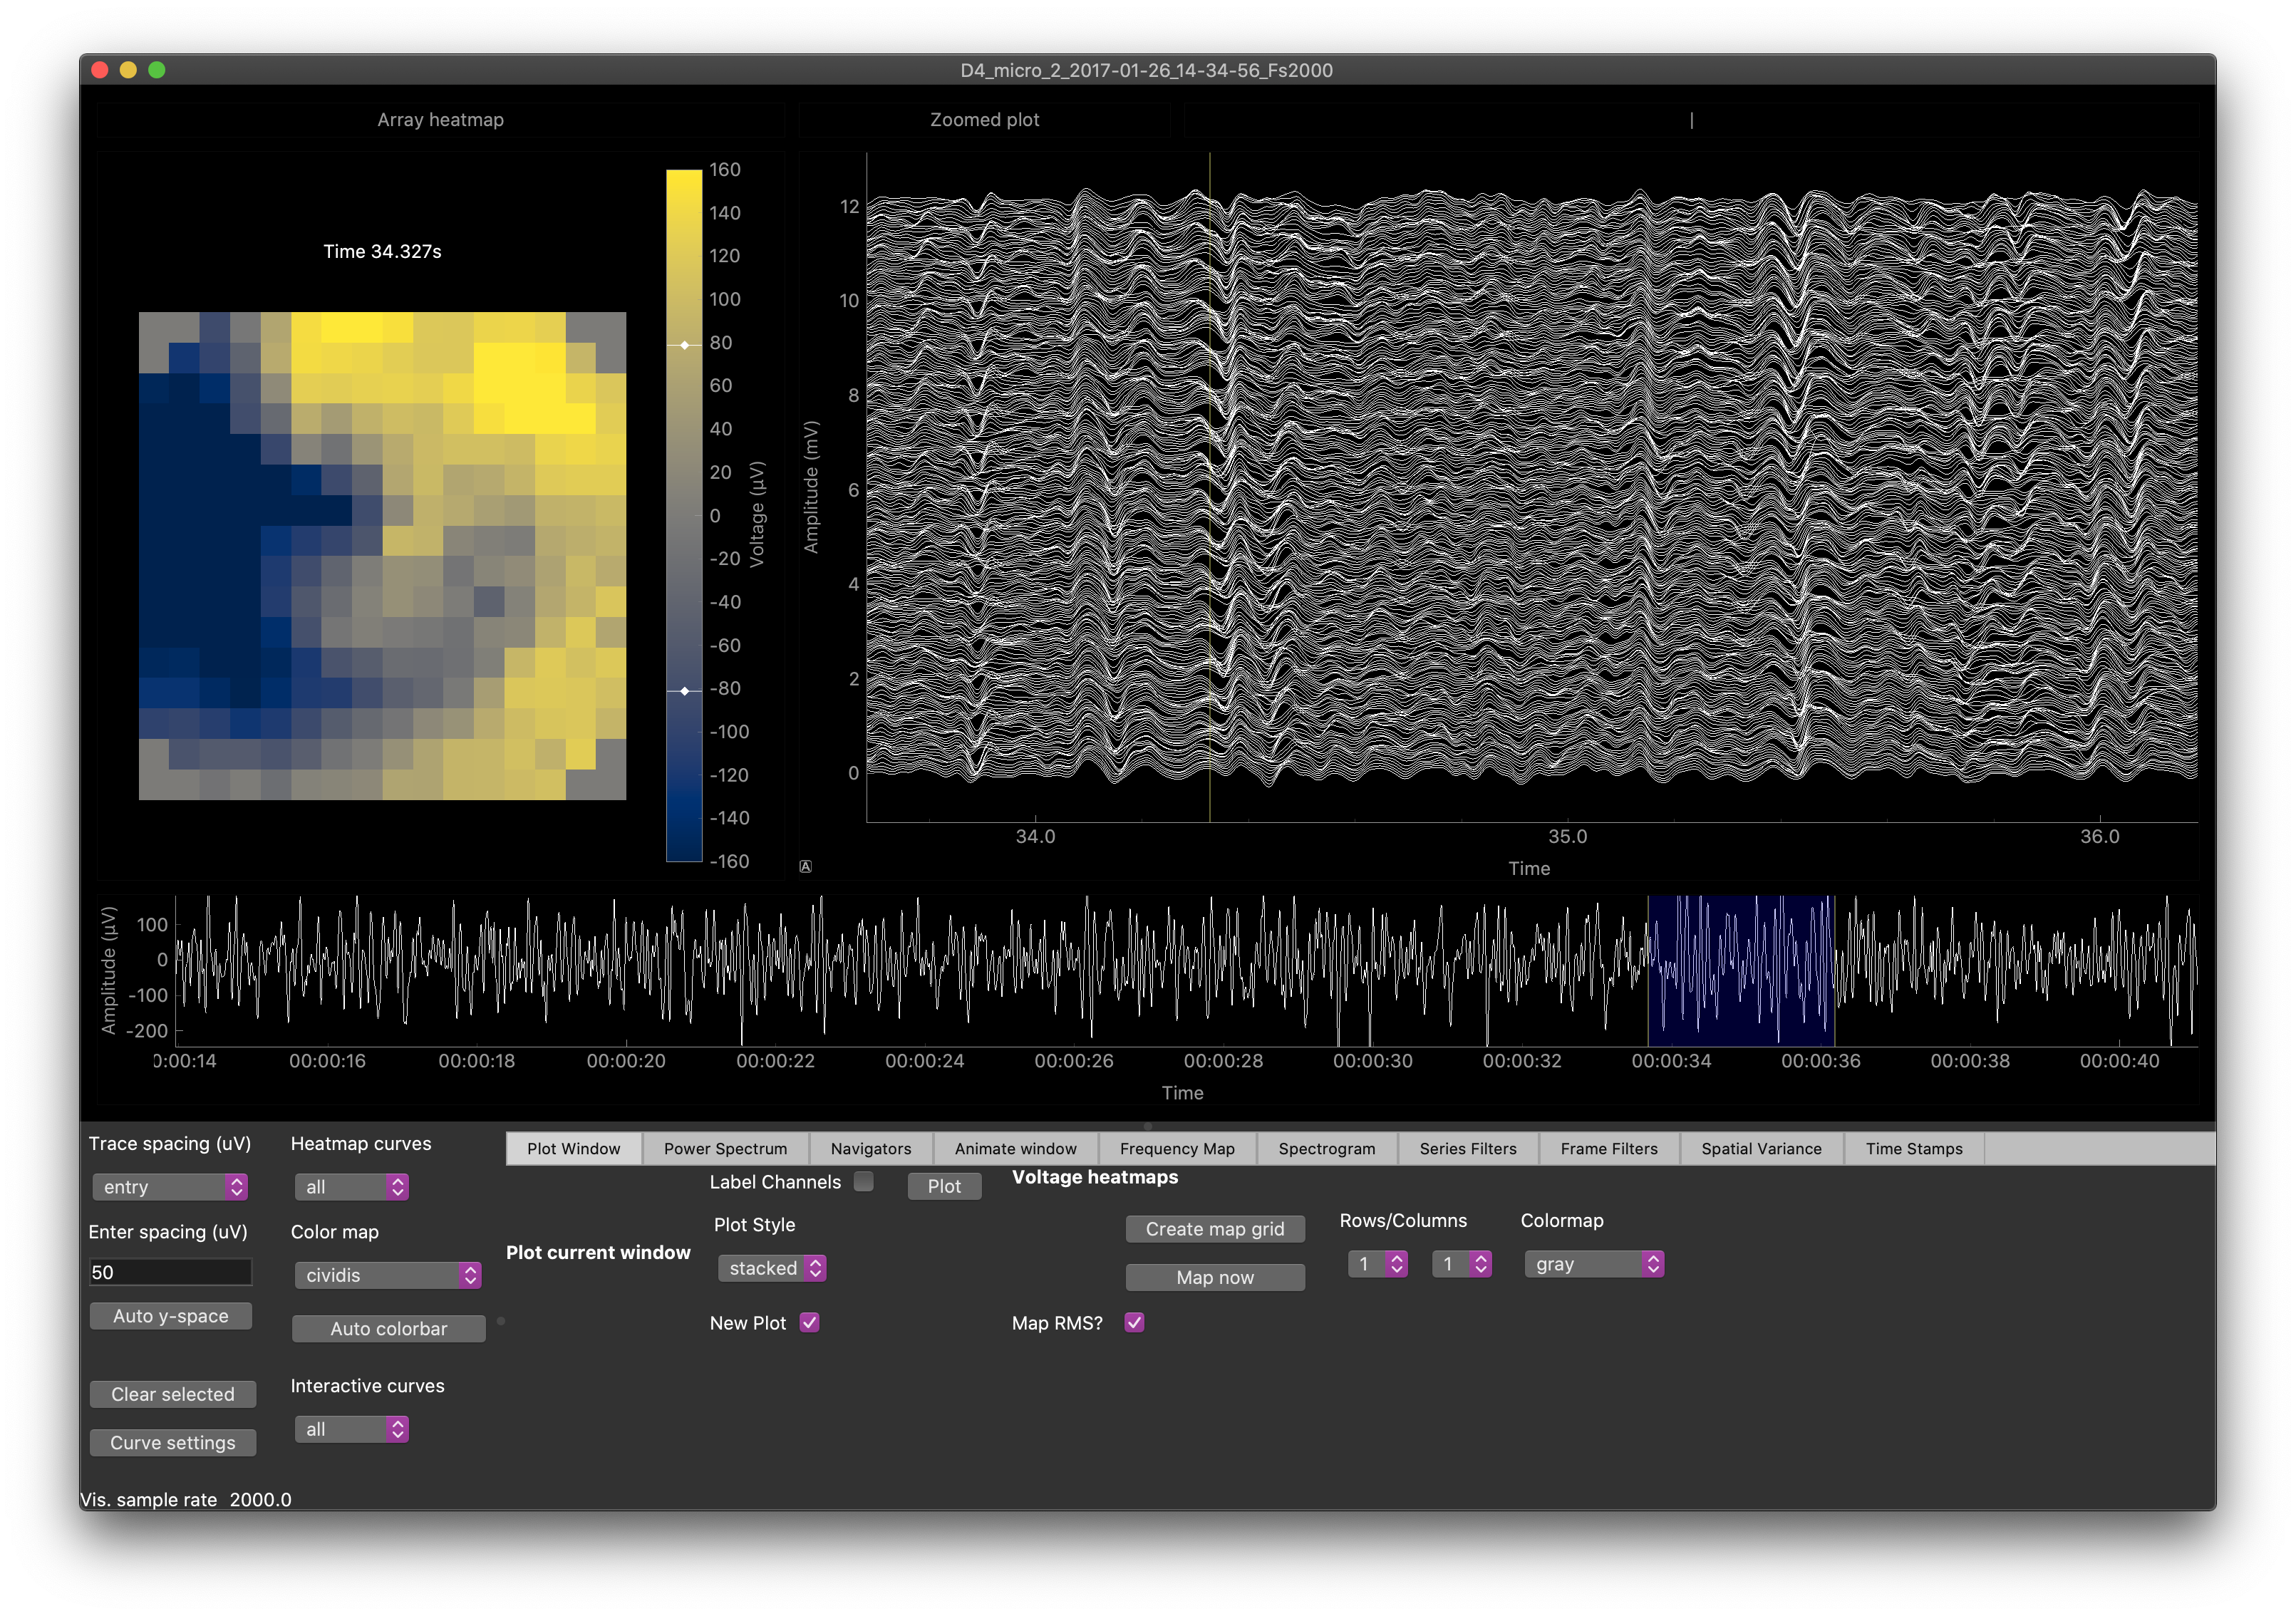 D4_micro_2_2017-01-26_14-34-56_Fs2000
Array heatmap
Zoomed plot
|
Time 34.327s
160
140
120
100
80
60
40
20
0
-20
-40
-60
-80
-100
-120
-140
-160
Voltage (µV)
Amplitude (mV)
12
10
8
6
4
2
0
34.0
35.0
36.0
Time
A
Amplitude (µV)
100
0
-100
-200
0:00:14
00:00:16
00:00:18
00:00:20
00:00:22
00:00:24
00:00:26
00:00:28
00:00:30
00:00:32
00:00:34
00:00:36
00:00:38
00:00:40
Time
Trace spacing (uV)
entry
Enter spacing (uV)
50
Auto y-space
Clear selected
Curve settings
Vis. sample rate 2000.0
Heatmap curves
all
Color map
cividis
Auto colorbar
Interactive curves
all
Plot Window
Power Spectrum
Navigators
Animate window
Frequency Map
Spectrogram
Series Filters
Frame Filters
Spatial Variance
Time Stamps
Plot current window
Label Channels
Plot
Plot Style
stacked
New Plot
Voltage heatmaps
Create map grid
Map now
Map RMS?
Rows/Columns
1
1
Colormap
gray